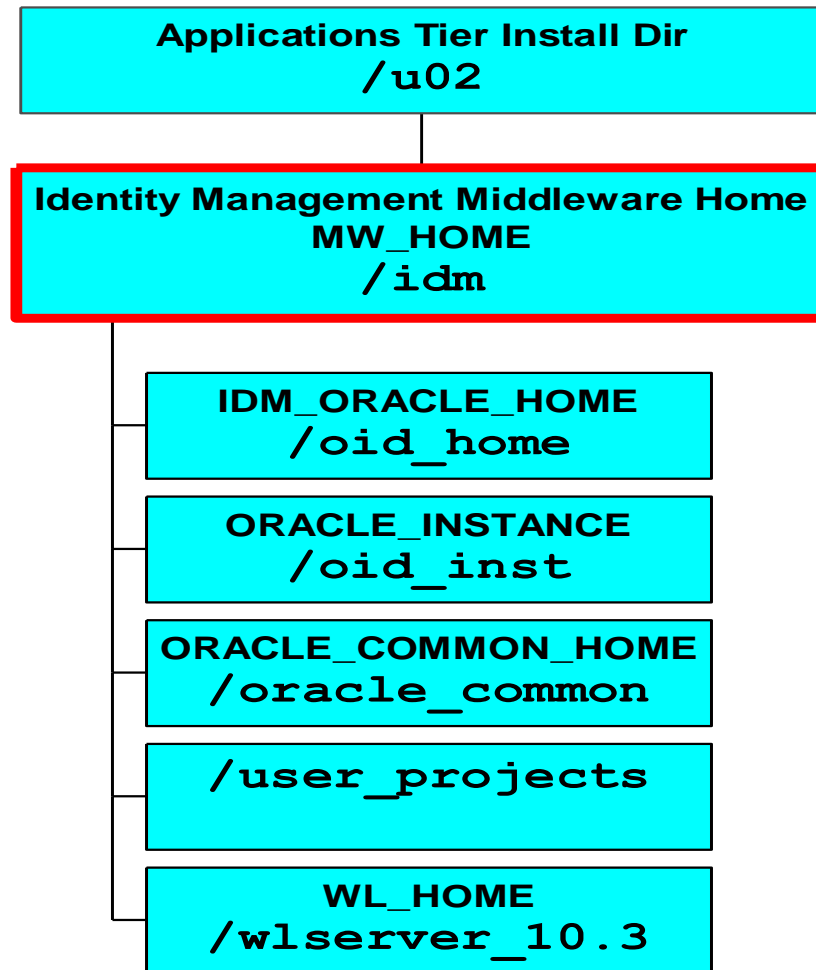 Applications Tier Install Dir
/u02
Identity Management Middleware Home
MW_HOME
/idm
IDM_ORACLE_HOME
/oid_home
ORACLE_INSTANCE
/oid_inst
ORACLE_COMMON_HOME
/oracle_common
/user_projects
WL_HOME
/wlserver_10.3